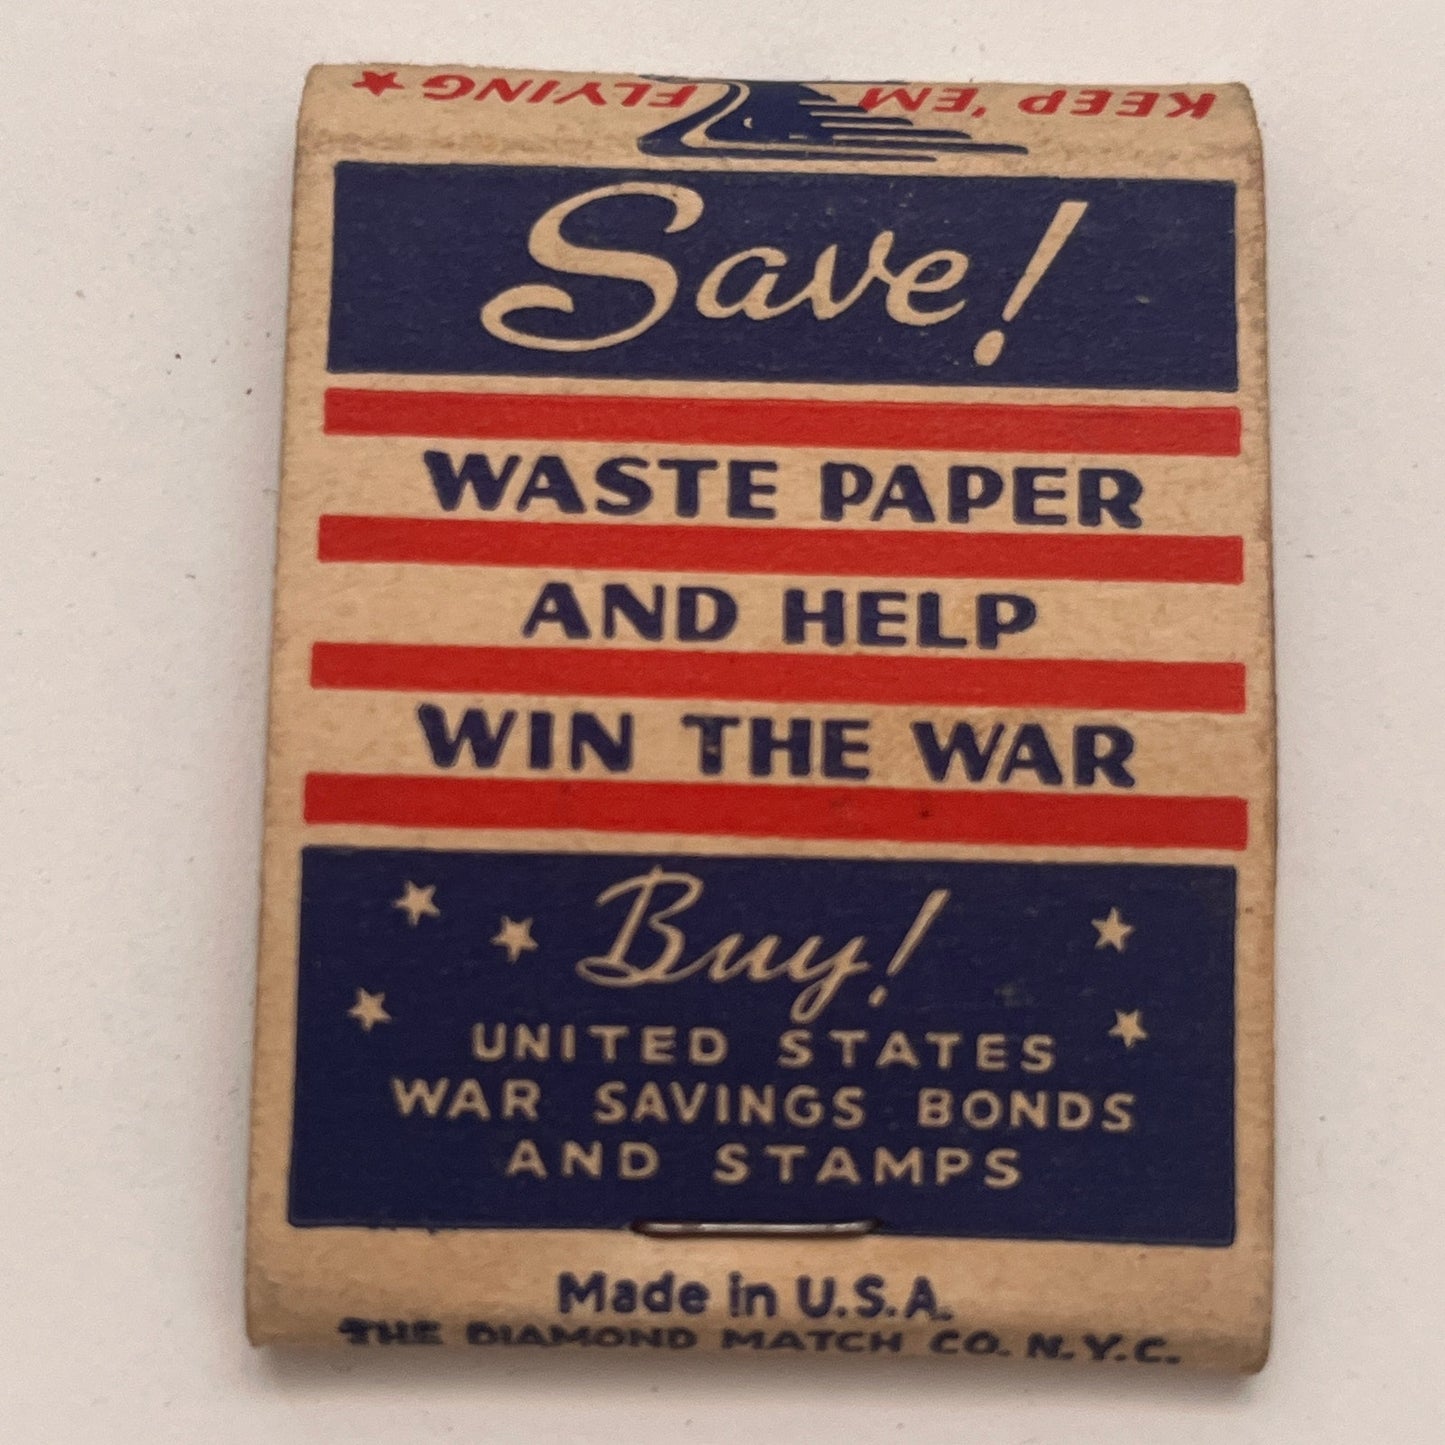 KEEP 'EM FLYING
Save!
WASTE PAPER
AND HELP
WIN THE WAR
Buy!
UNITED STATES
WAR SAVINGS BONDS
AND STAMPS
Made in U.S.A.
THE DIAMOND MATCH CO. N.Y.C.